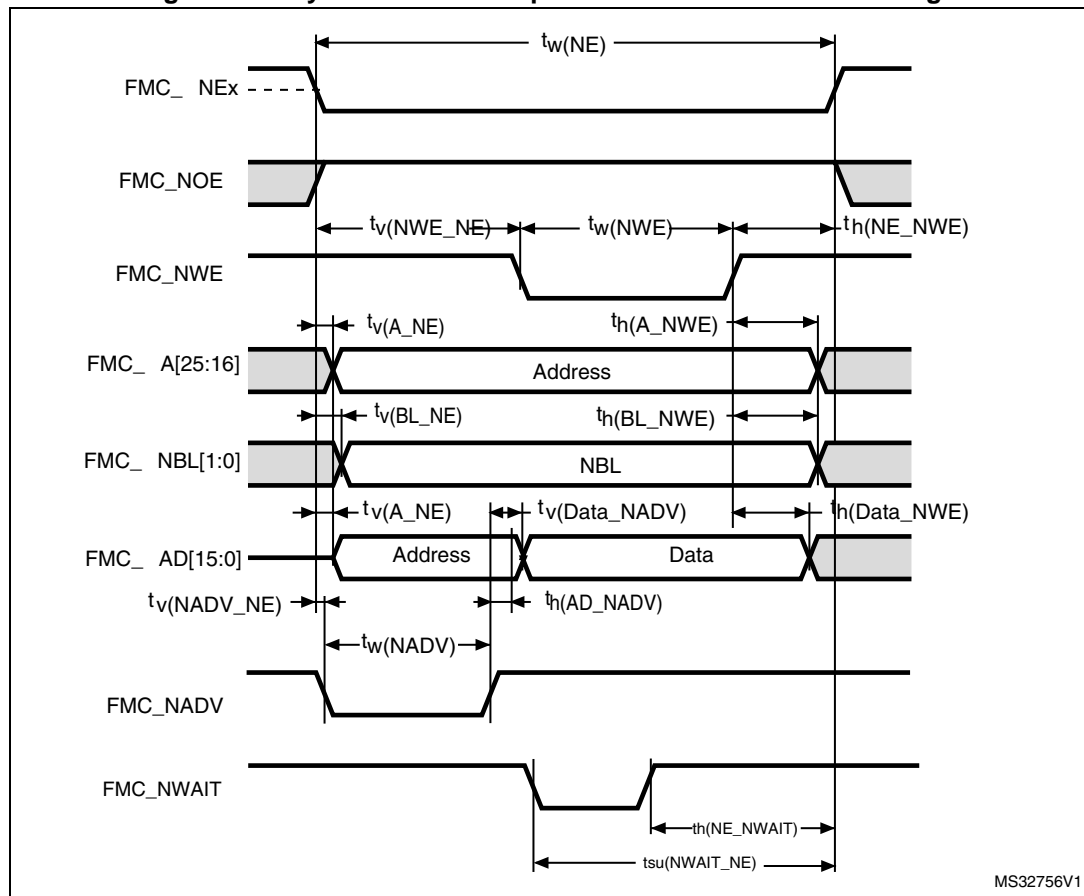 tw(NE)
FMC_ NEx
FMC_NOE
tv(NWE_NE)
tw(NWE)
th(NE_NWE)
FMC_NWE
tv(A_NE)
th(A_NWE)
FMC_ A[25:16]
Address
tv(BL_NE)
th(BL_NWE)
FMC_ NBL[1:0]
NBL
tv(A_NE)
tv(Data_NADV)
th(Data_NWE)
FMC_ AD[15:0]
Address
Data
tv(NADV_NE)
th(AD_NADV)
tw(NADV)
FMC_NADV
FMC_NWAIT
th(NE_NWAIT)
tsu(NWAIT_NE)
MS32756V1